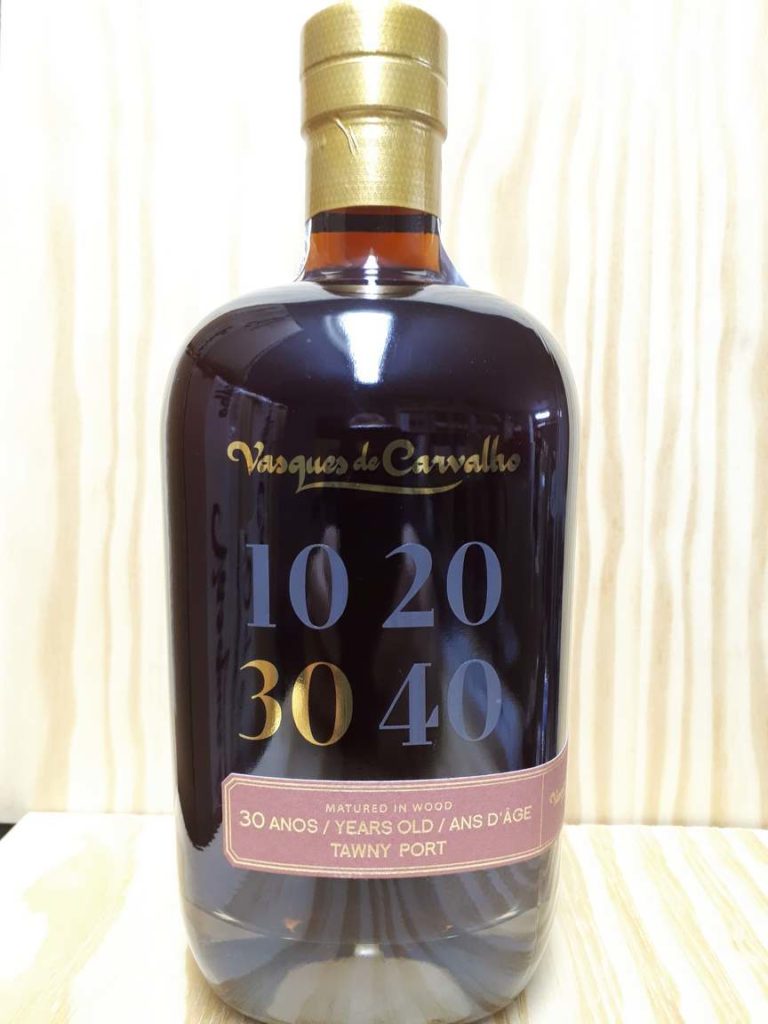 Vasques de Carvalho
10 20
30 40
MATURED IN WOOD
30 ANOS / YEARS OLD / ANS D'ÂGE
TAWNY PORT